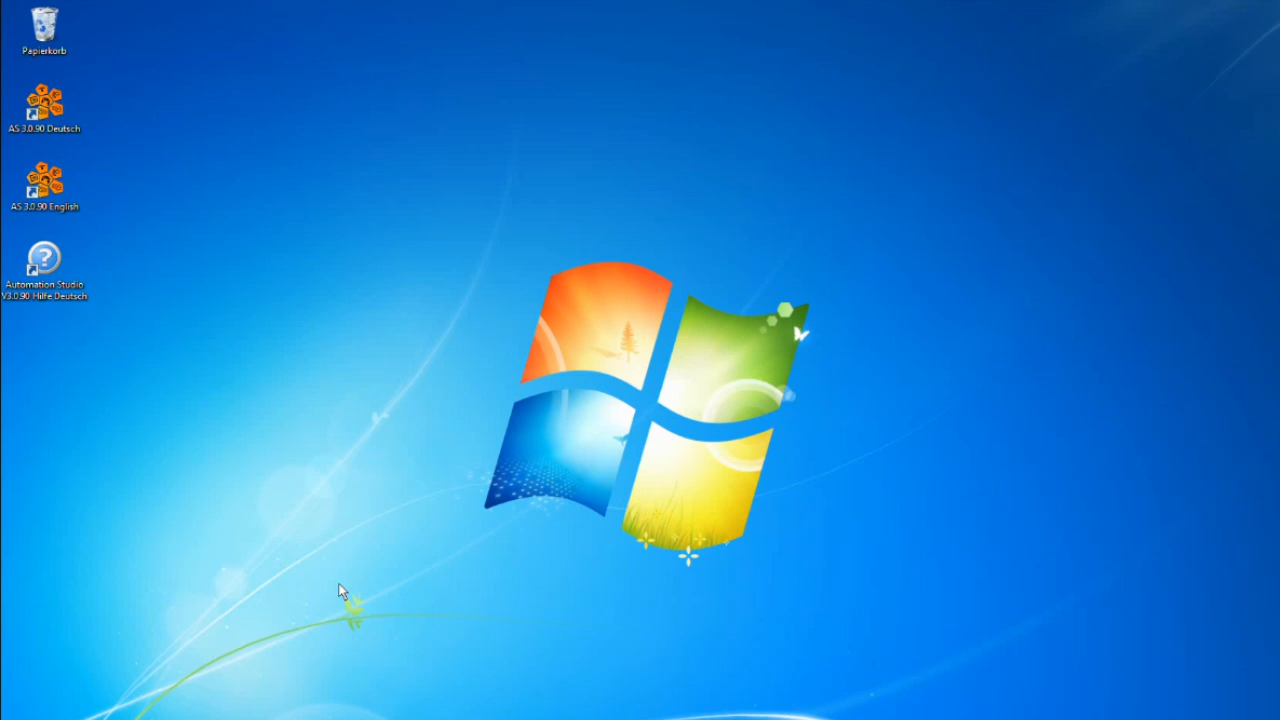 Papierkorb
AS 3.0.90 Deutsch
AS 3.0.90 English
Automation Studio
V3.0.90 Hilfe Deutsch